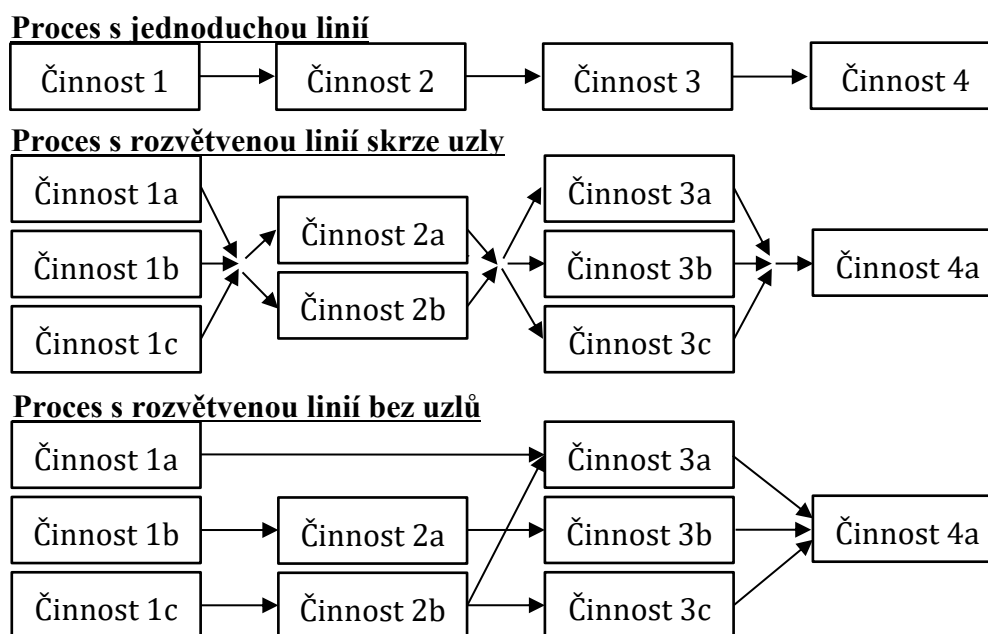 Proces s jednoduchou linií
Činnost 1 Činnost 2 Činnost 3 Činnost 4
Proces s rozvětvenou linií skrze uzly
Činnost 1a Činnost 3a
Činnost 2a
Činnost 1b Činnost 3b Činnost 4a
Činnost 2b
Činnost 1c Činnost 3c
Proces s rozvětvenou linií bez uzlů
Činnost 1a Činnost 3a
Činnost 1b Činnost 2a Činnost 3b Činnost 4a
Činnost 1c Činnost 2b Činnost 3c